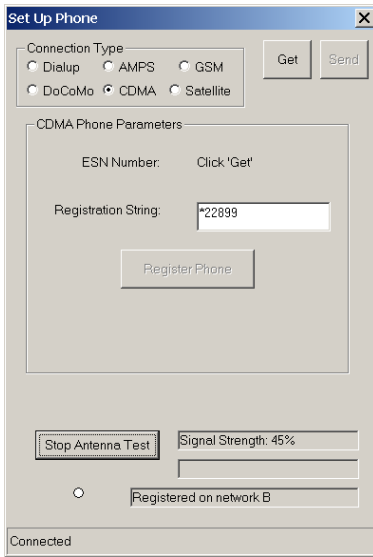 Set Up Phone
Connection Type
Dialup AMPS GSM
DoCoMo CDMA Satellite
Get Send
CDMA Phone Parameters
ESN Number: Click 'Get'
Registration String: *22899
Register Phone
Stop Antenna Test Signal Strength: 45%
Registered on network B
Connected